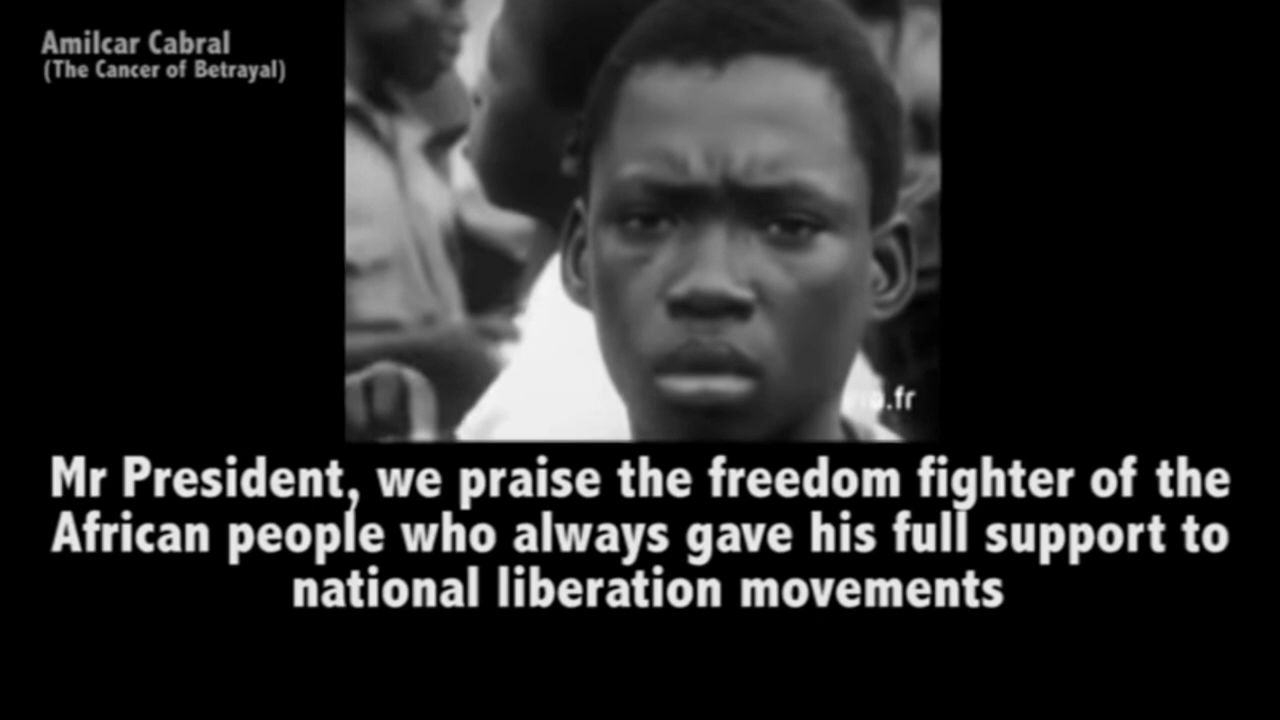 Amilcar Cabral
(The Cancer of Betrayal)
.fr
Mr President, we praise the freedom fighter of the
African people who always gave his full support to
national liberation movements